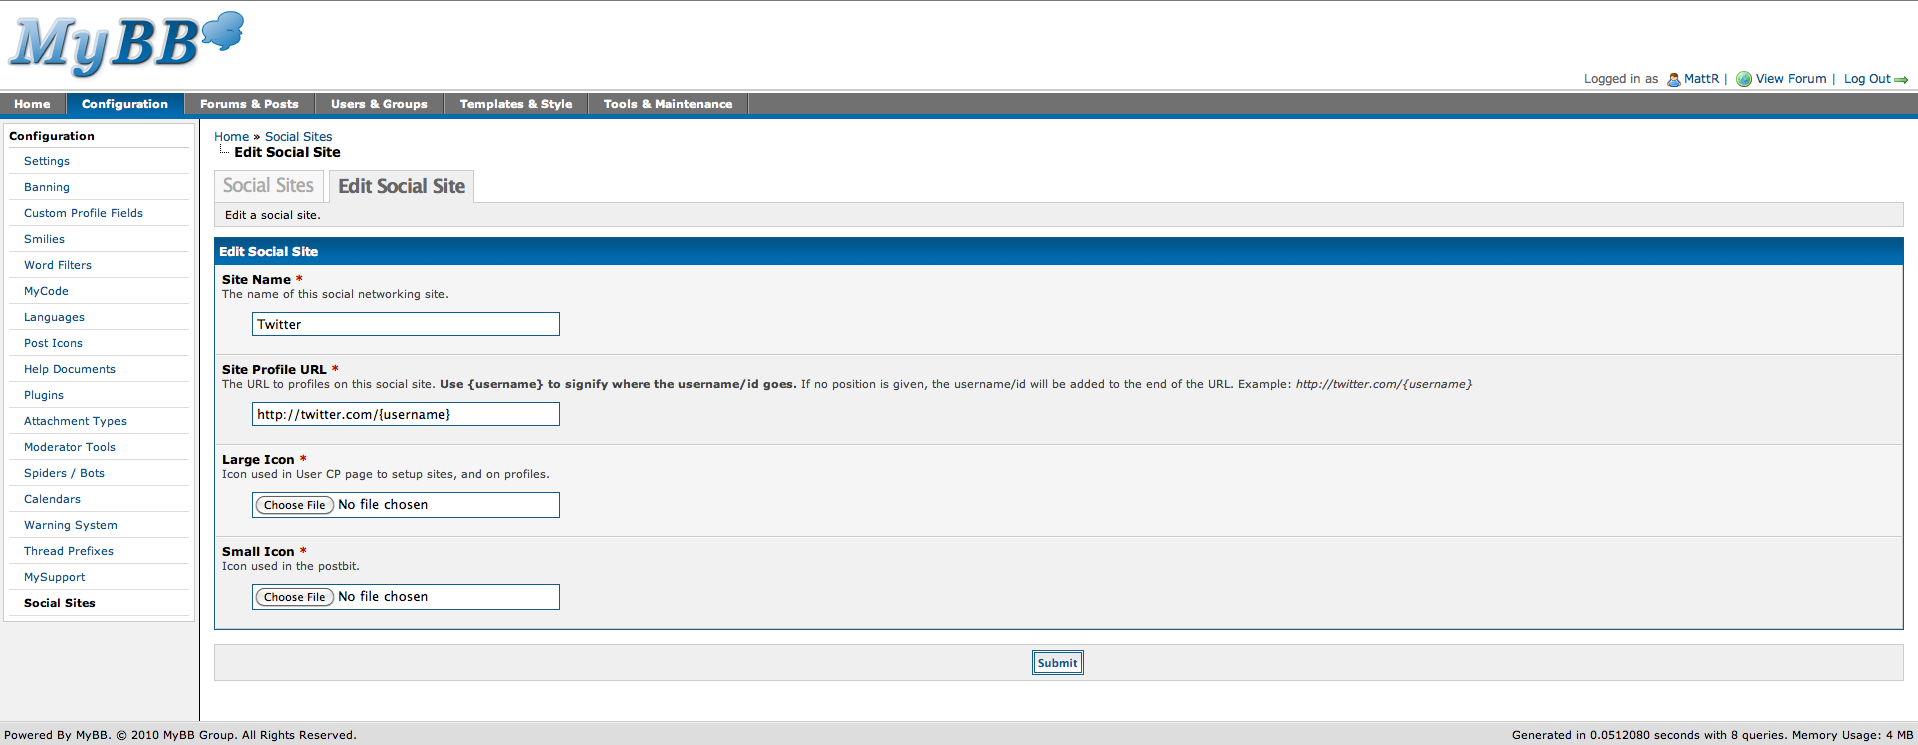 MyBB
Logged in as MattR | View Forum | Log Out
Home Configuration Forums & Posts Users & Groups Templates & Style Tools & Maintenance
Configuration
Settings
Banning
Custom Profile Fields
Smilies
Word Filters
MyCode
Languages
Post Icons
Help Documents
Plugins
Attachment Types
Moderator Tools
Spiders / Bots
Calendars
Warning System
Thread Prefixes
MySupport
Social Sites
Home » Social Sites
Edit Social Site
Social Sites Edit Social Site
Edit a social site.
Edit Social Site
Site Name *
The name of this social networking site.
Twitter
Site Profile URL *
The URL to profiles on this social site. Use {username} to signify where the username/id goes. If no position is given, the username/id will be added to the end of the URL. Example: http://twitter.com/{username}
http://twitter.com/{username}
Large Icon *
Icon used in User CP page to setup sites, and on profiles.
Choose File No file chosen
Small Icon *
Icon used in the postbit.
Choose File No file chosen
Submit
Powered By MyBB. © 2010 MyBB Group. All Rights Reserved.
Generated in 0.0512080 seconds with 8 queries. Memory Usage: 4 MB